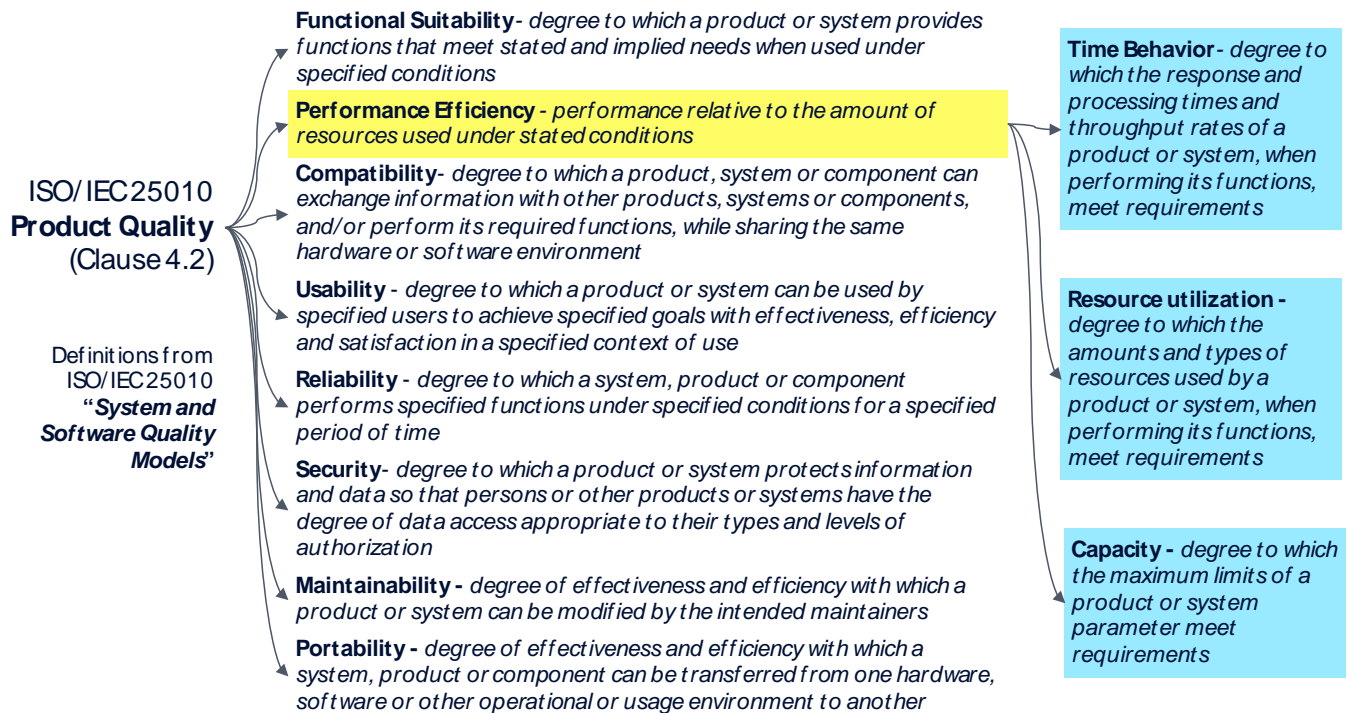 ISO/IEC 25010
Product Quality
(Clause 4.2)
Definitions from
ISO/IEC 25010
“System and
Software Quality
Models”
Functional Suitability - degree to which a product or system provides
functions that meet stated and implied needs when used under
specified conditions
Performance Efficiency - performance relative to the amount of
resources used under stated conditions
Compatibility- degree to which a product, system or component can
exchange information with other products, systems or components,
and/or perform its required functions, while sharing the same
hardware or software environment
Usability - degree to which a product or system can be used by
specified users to achieve specified goals with effectiveness, efficiency
and satisfaction in a specified context of use
Reliability - degree to which a system, product or component
performs specified functions under specified conditions for a specified
period of time
Security- degree to which a product or system protects information
and data so that persons or other products or systems have the
degree of data access appropriate to their types and levels of
authorization
Maintainability - degree of effectiveness and efficiency with which a
product or system can be modified by the intended maintainers
Portability - degree of effectiveness and efficiency with which a
system, product or component can be transferred from one hardware,
software or other operational or usage environment to another
Time Behavior - degree to
which the response and
processing times and
throughput rates of a
product or system, when
performing its functions,
meet requirements
Resource utilization -
degree to which the
amounts and types of
resources used by a
product or system, when
performing its functions,
meet requirements
Capacity - degree to which
the maximum limits of a
product or system
parameter meet
requirements